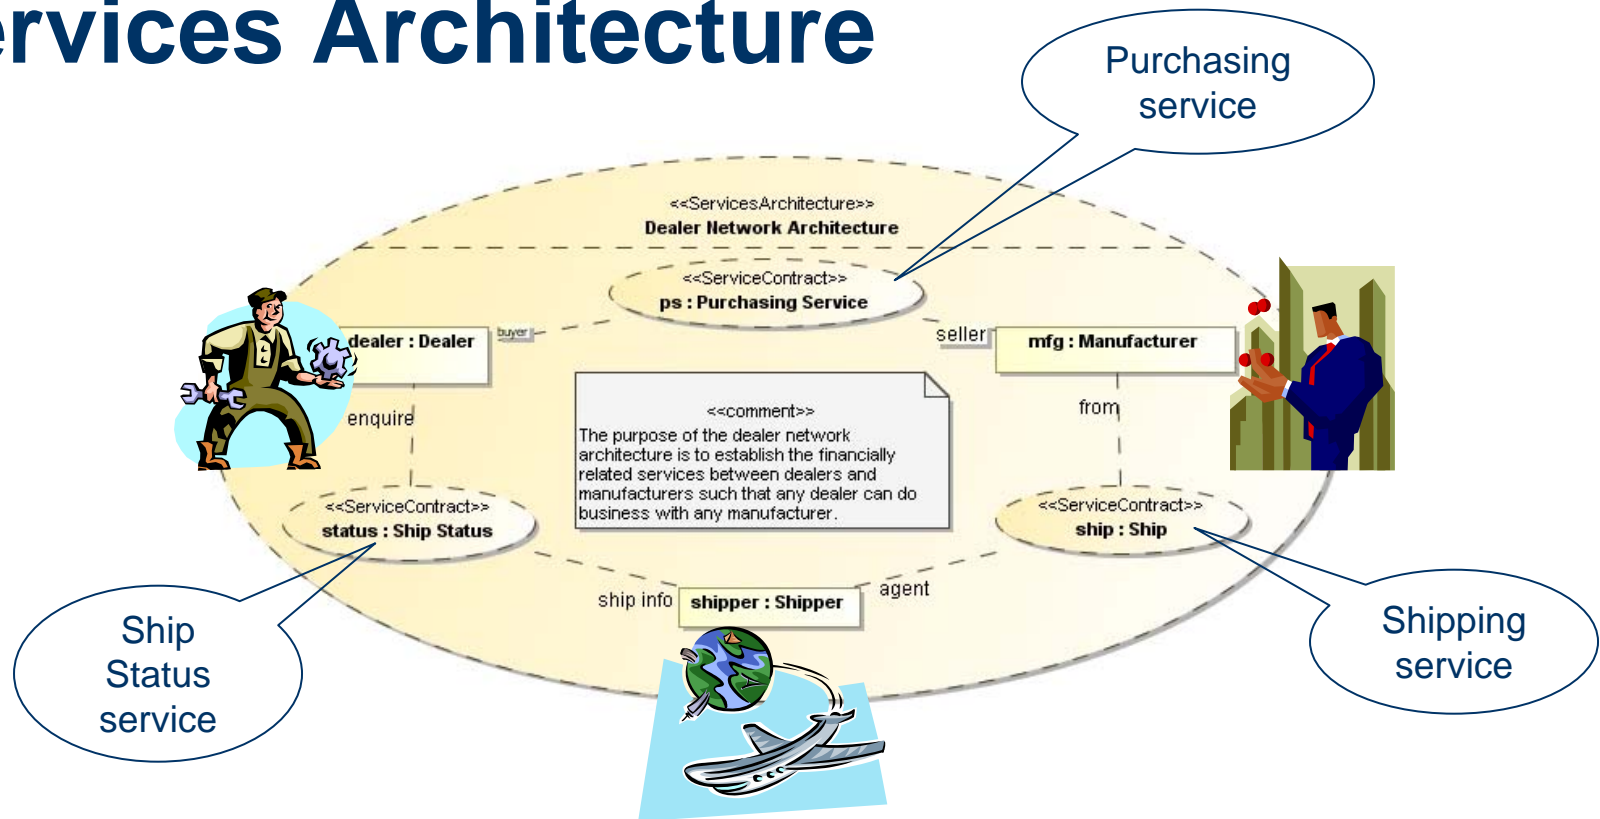 ervices Architecture
Purchasing
service
<<ServicesArchitecture>>
Dealer Network Architecture
<<ServiceContract>>
ps : Purchasing Service
dealer : Dealer
buyer
seller
mfg : Manufacturer
enquire
from
<<comment>>
The purpose of the dealer network
architecture is to establish the financially
related services between dealers and
manufacturers such that any dealer can do
business with any manufacturer.
<<ServiceContract>>
status : Ship Status
<<ServiceContract>>
ship : Ship
ship info
shipper : Shipper
agent
Ship
Status
service
Shipping
service